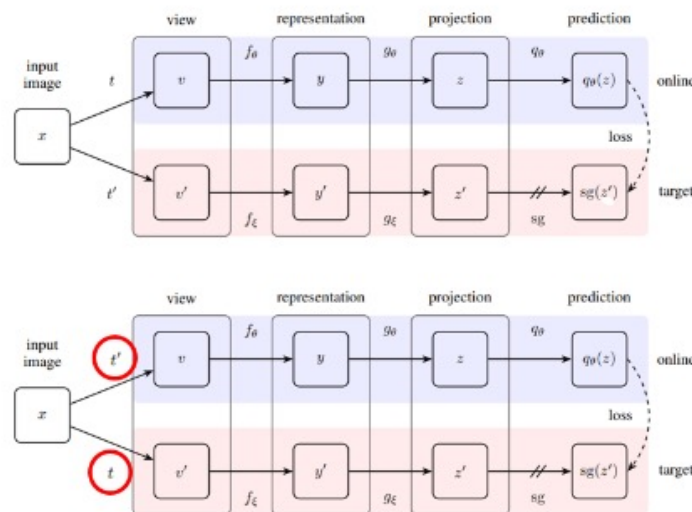 view representation projection prediction
input image
t
f_θ g_θ q_θ
v y z q_θ(z) online
x
loss
t' v' y' z' sg(z') target
f_ξ g_ξ sg
view representation projection prediction
input image
t'
f_θ g_θ q_θ
v y z q_θ(z) online
x
loss
t v' y' z' sg(z') target
f_ξ g_ξ sg